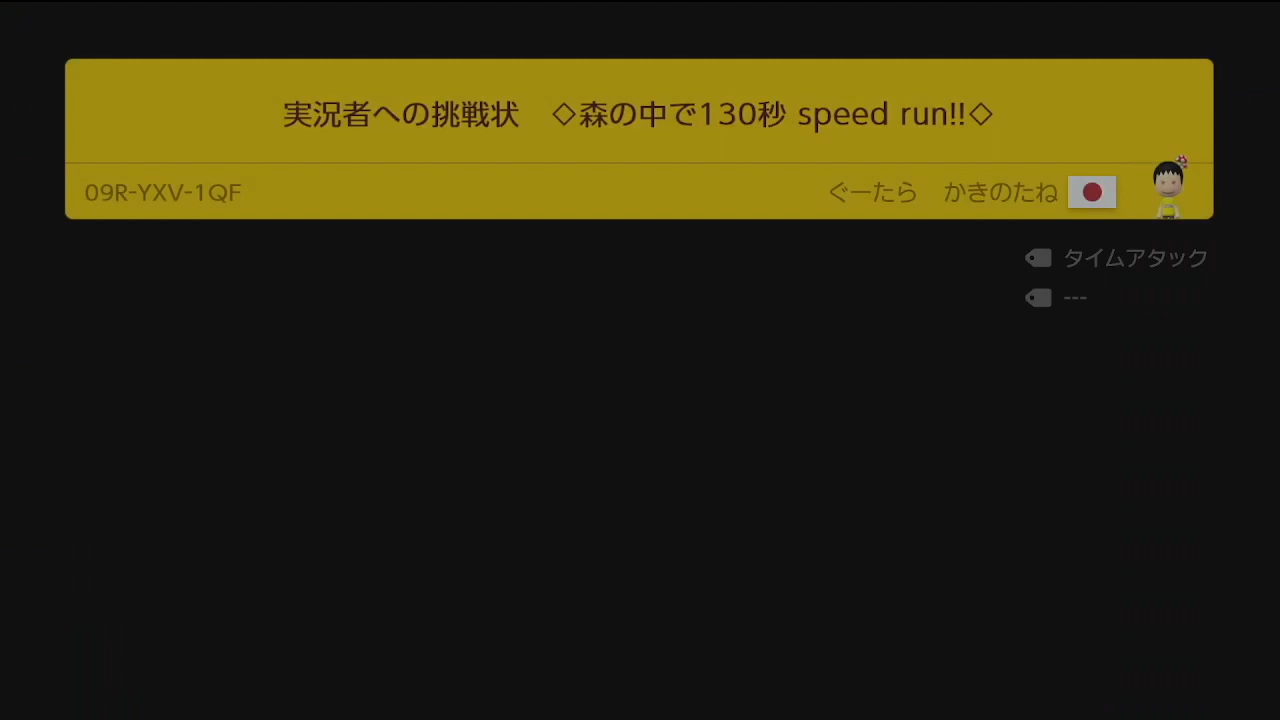 実況者への挑戦状　◇森の中で130秒 speed run!!◇
09R-YXV-1QF
ぐーたら　かきのたね
タイムアタック
---